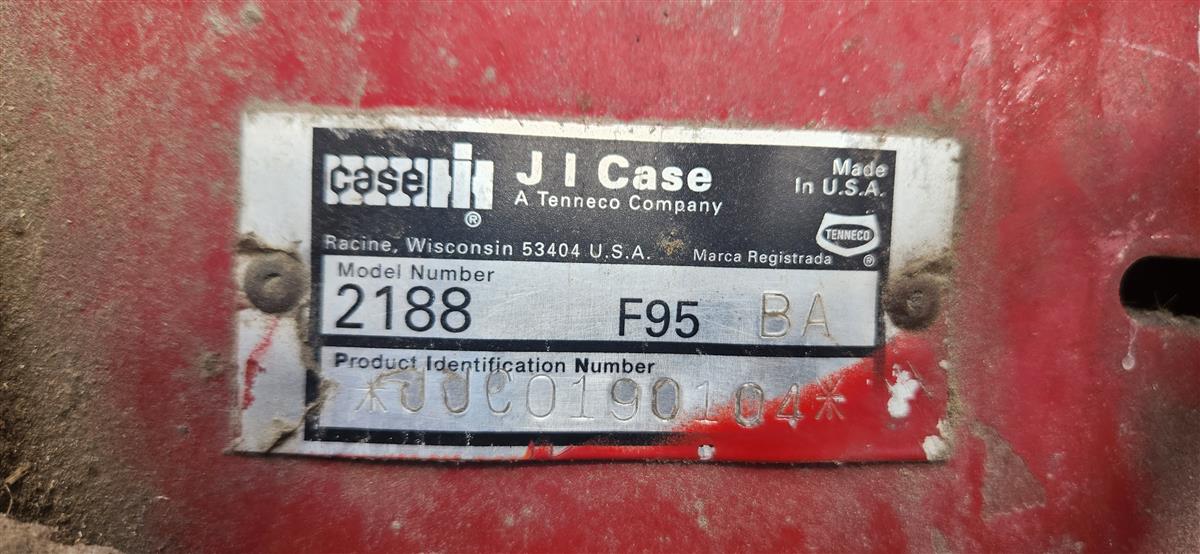 case IH ®
J I Case
A Tenneco Company
Made
In U.S.A.
TENNECO
Racine, Wisconsin 53404 U.S.A.
Marca Registrada ®
Model Number
2188 F95 BA
Product Identification Number
*JJC0190104*